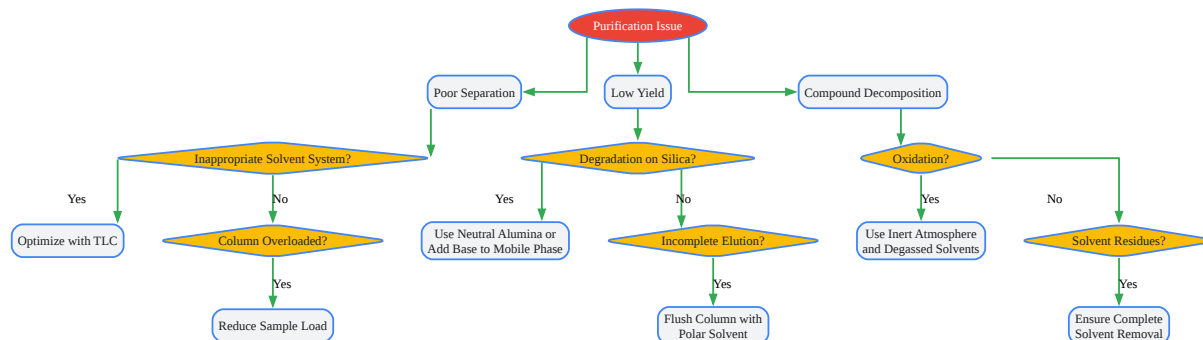 Purification Issue
Poor Separation
Low Yield
Compound Decomposition
Inappropriate Solvent System?
Degradation on Silica?
Oxidation?
Yes
No
Yes
No
Yes
No
Optimize with TLC
Column Overloaded?
Use Neutral Alumina or
Add Base to Mobile Phase
Incomplete Elution?
Use Inert Atmosphere
and Degassed Solvents
Solvent Residues?
Yes
Yes
Yes
Reduce Sample Load
Flush Column with
Polar Solvent
Ensure Complete
Solvent Removal